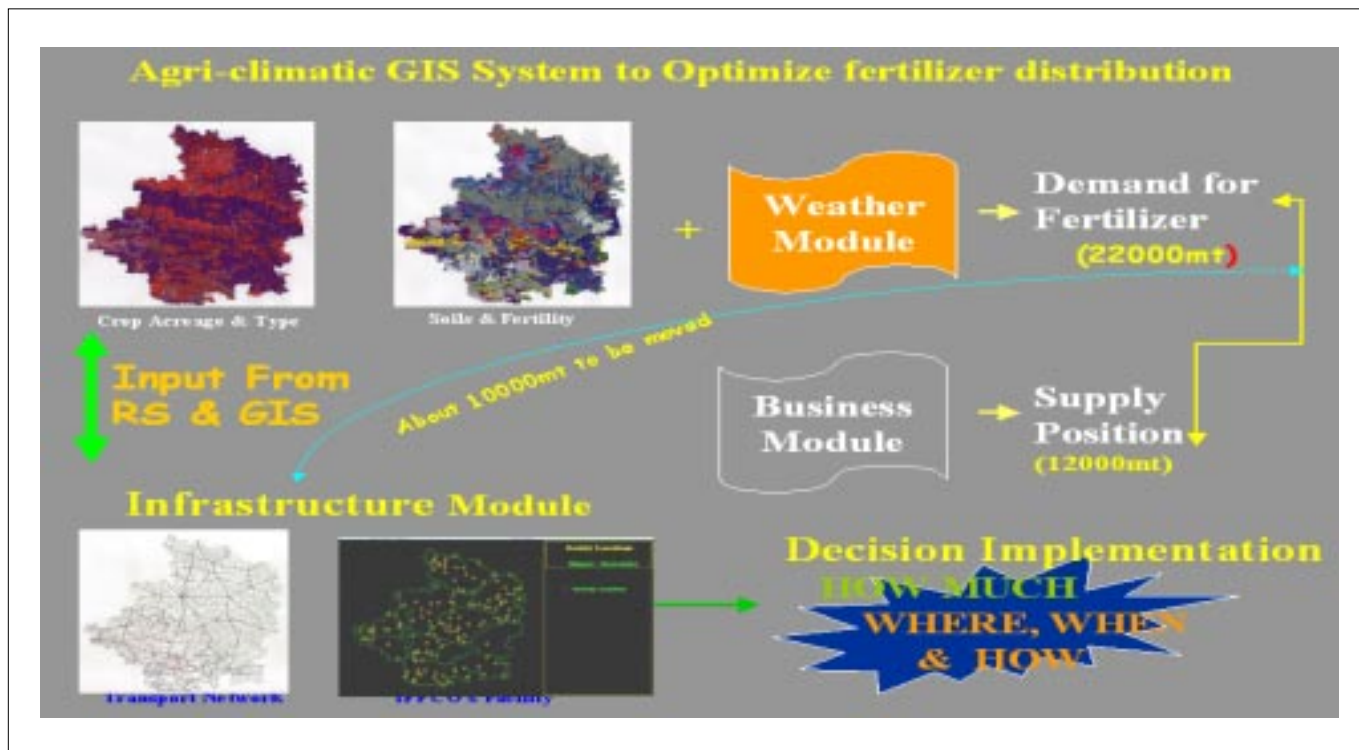 Agri-climatic GIS System to Optimize fertilizer distribution
+
Weather
Module
Demand for
Fertilizer
(22000mt)
Crop Acreage & Type
Soils & Fertility
About 10000mt to be moved
Input From
RS & GIS
Business
Module
Supply
Position
(12000mt)
Infrastructure Module
Decision Implementation
HOW MUCH
WHERE, WHEN
& HOW
Transport Network
IFFCO's Facility